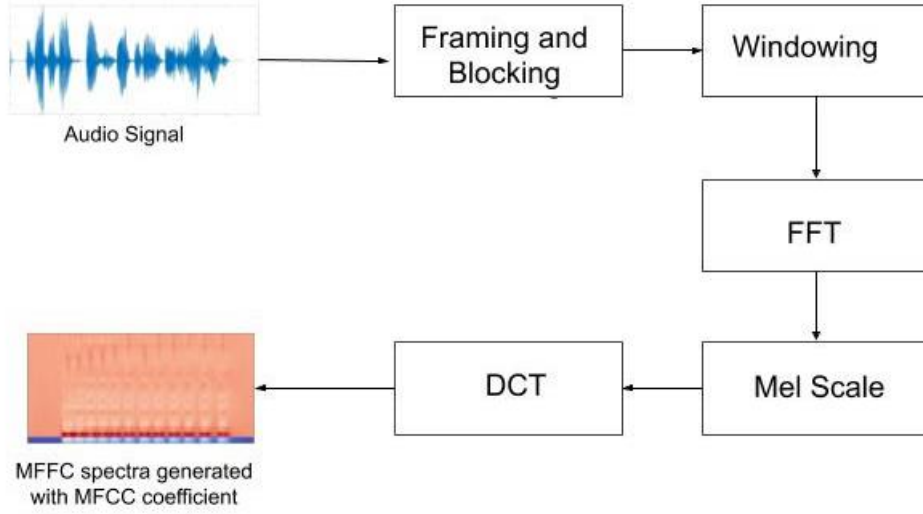 Audio Signal
Framing and
Blocking
Windowing
FFT
Mel Scale
DCT
MFFC spectra generated
with MFCC coefficient